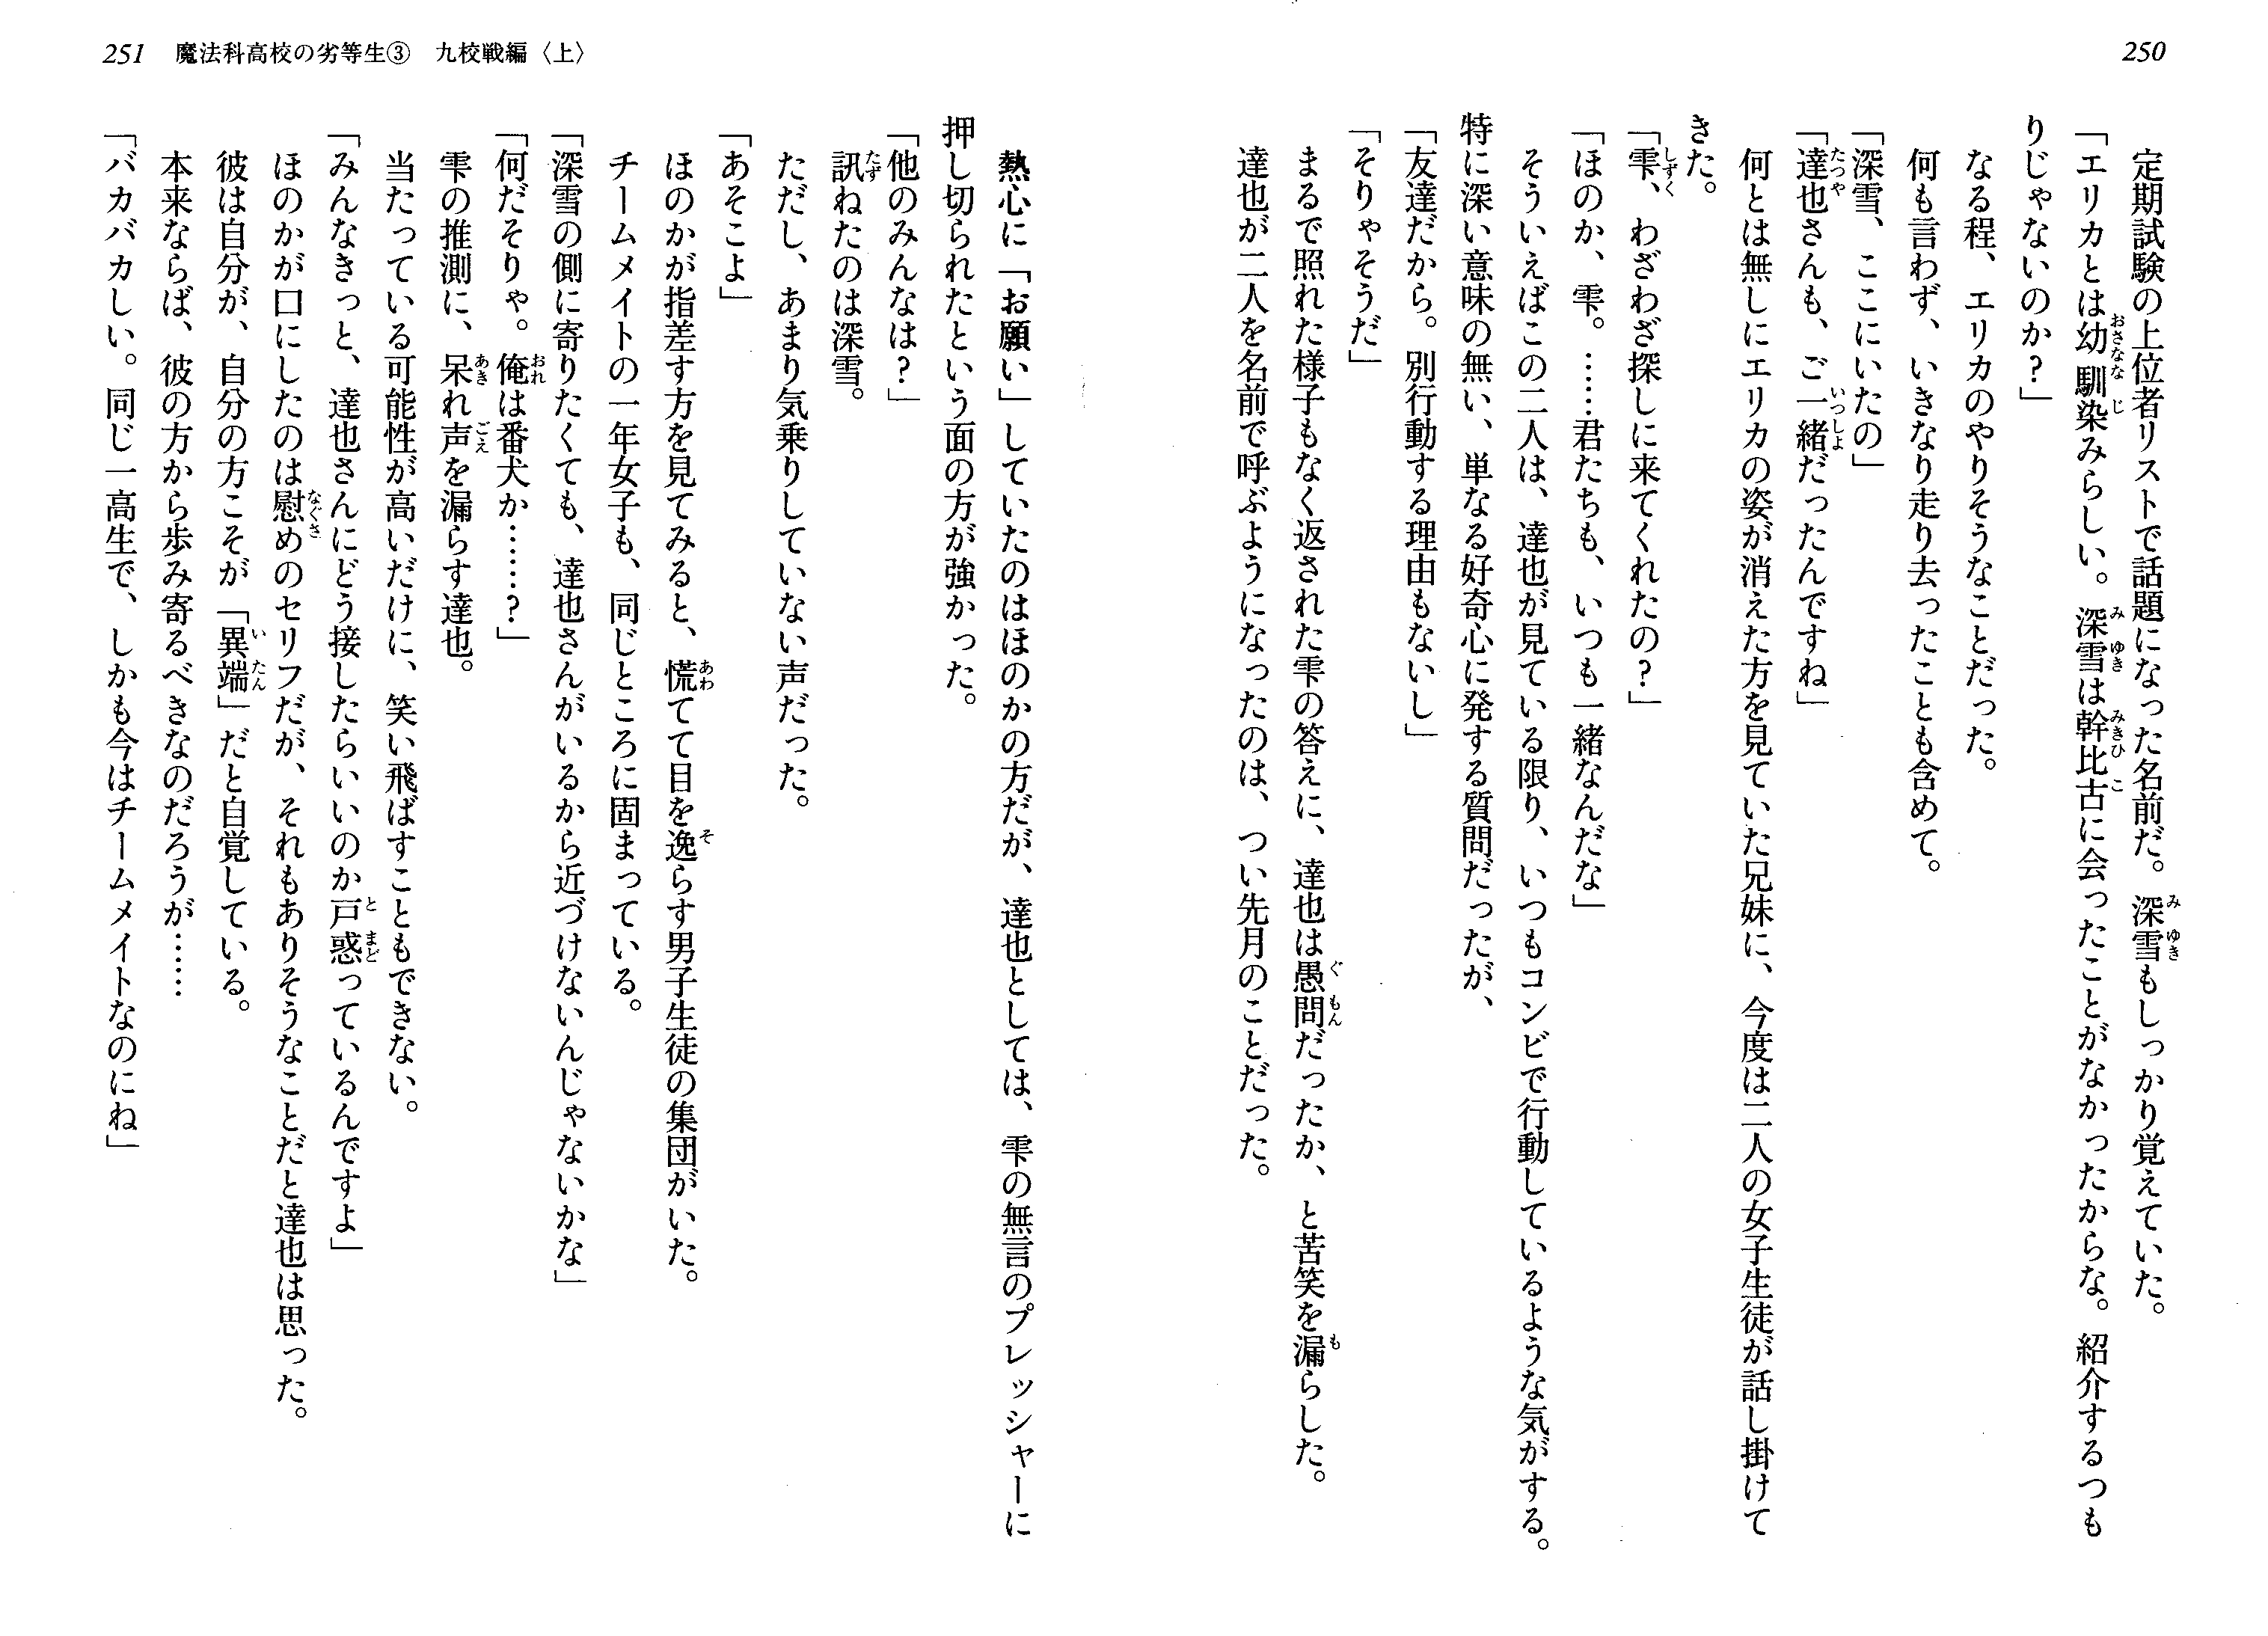 250
定期試験の上位者リストで話題になった名前だ。深雪もしっかり覚えていた。
「エリカとは幼馴染みらしい。深雪は幹比古に会ったことがなかったからな。紹介するつも
りじゃないのか？」
なる程、エリカのやりそうなことだった。
何も言わず、いきなり走り去ったことも含めて。
「深雪、ここにいたの」
「達也さんも、ご一緒だったんですね」
何とは無しにエリカの姿が消えた方を見ていた兄妹に、今度は二人の女子生徒が話し掛けて
きた。
「雫、わざわざ探しに来てくれたの？」
「ほのか、雫。……君たちも、いつも一緒なんだな」
そういえばこの二人は、達也が見ている限り、いつもコンビで行動しているような気がする。
特に深い意味の無い、単なる好奇心に発する質問だったが、
「友達だから。別行動する理由もないし」
「そりゃそうだ」
まるで照れた様子もなく返された雫の答えに、達也は愚問だったか、と苦笑を漏らした。
達也が二人を名前で呼ぶようになったのは、つい先月のことだった。
251 魔法科高校の劣等生③ 九校戦編〈上〉
熱心に「お願い」していたのはほのかの方だが、達也としては、雫の無言のプレッシャーに
押し切られたという面の方が強かった。
「他のみんなは？」
訊ねたのは深雪。
ただし、あまり気乗りしていない声だった。
「あそこよ」
ほのかが指差す方を見てみると、慌てて目を逸らす男子生徒の集団がいた。
チームメイトの一年女子も、同じところに固まっている。
「深雪の側に寄りたくても、達也さんがいるから近づけないんじゃないかな」
「何だそりゃ。俺は番犬か……？」
雫の推測に、呆れ声を漏らす達也。
当たっている可能性が高いだけに、笑い飛ばすこともできない。
「みんなきっと、達也さんにどう接したらいいのか戸惑っているんですよ」
ほのかが口にしたのは慰めのセリフだが、それもありそうなことだと達也は思った。
彼は自分が、自分の方こそが「異端」だと自覚している。
本来ならば、彼の方から歩み寄るべきなのだろうが……
「バカバカしい。同じ一高生で、しかも今はチームメイトなのにね」